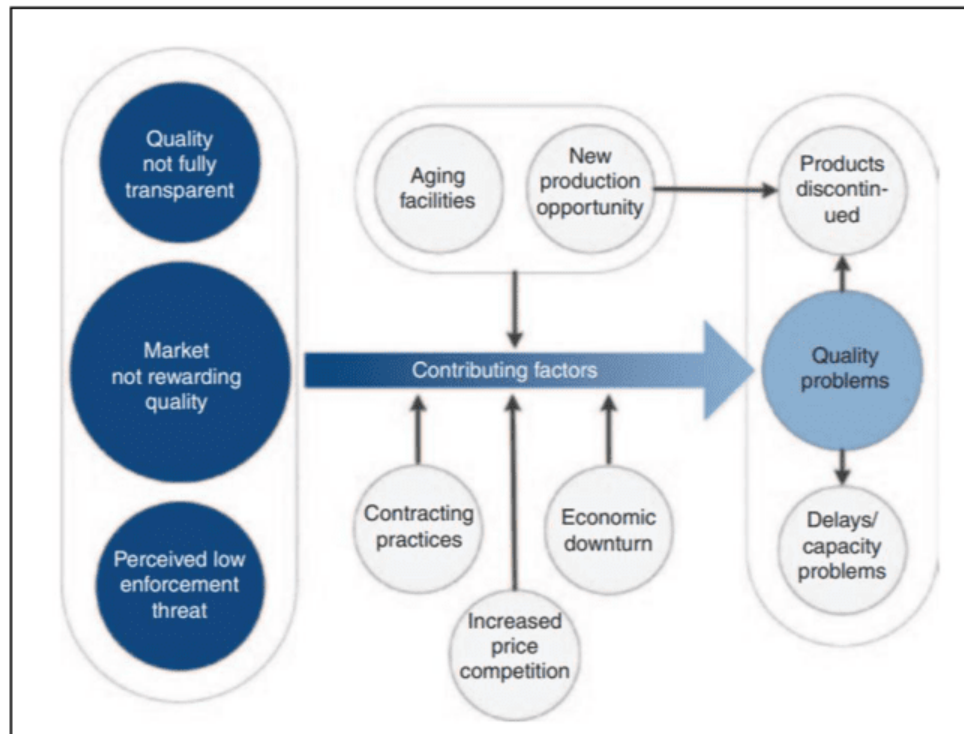 Quality
not fully
transparent
Market
not rewarding
quality
Perceived low
enforcement
threat
Aging
facilities
New
production
opportunity
Contributing factors
Contracting
practices
Increased
price
competition
Economic
downturn
Products
discontin-
ued
Quality
problems
Delays/
capacity
problems